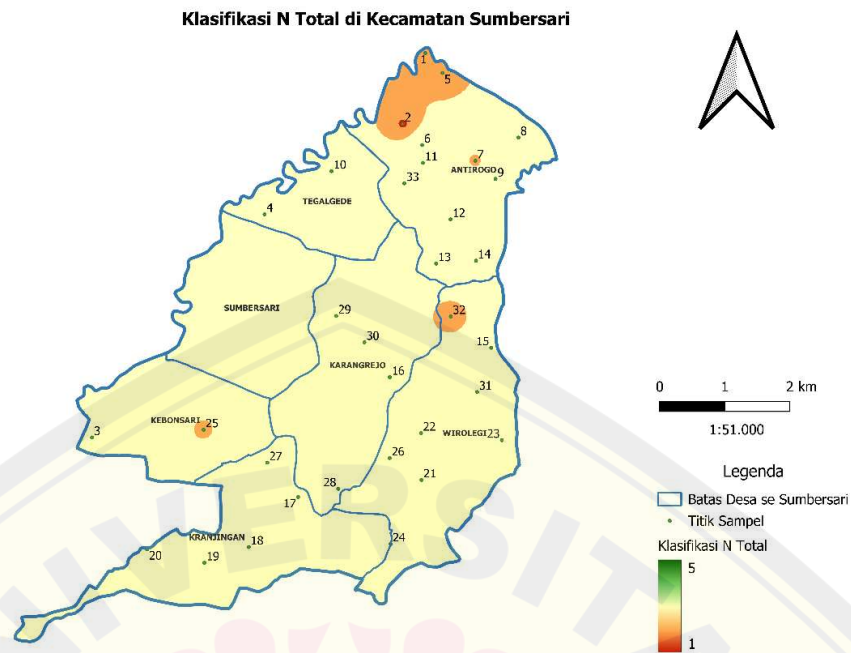 Klasifikasi N Total di Kecamatan Sumbersari
1
5
2
6
8
11
7
ANTIROGO
9
10
33
TEGALGEDE
4
12
13
14
SUMBERSARI
29
32
30
15
KARANGREJO
16
31
KEBONSARI
25
3
22
WIROLEGI
23
27
26
21
28
17
KRANJINGAN
18
20
19
24
0 1 2 km
1:51.000
Legenda
Batas Desa se Sumbersari
Titik Sampel
Klasifikasi N Total
5
1
UNIVERSITA